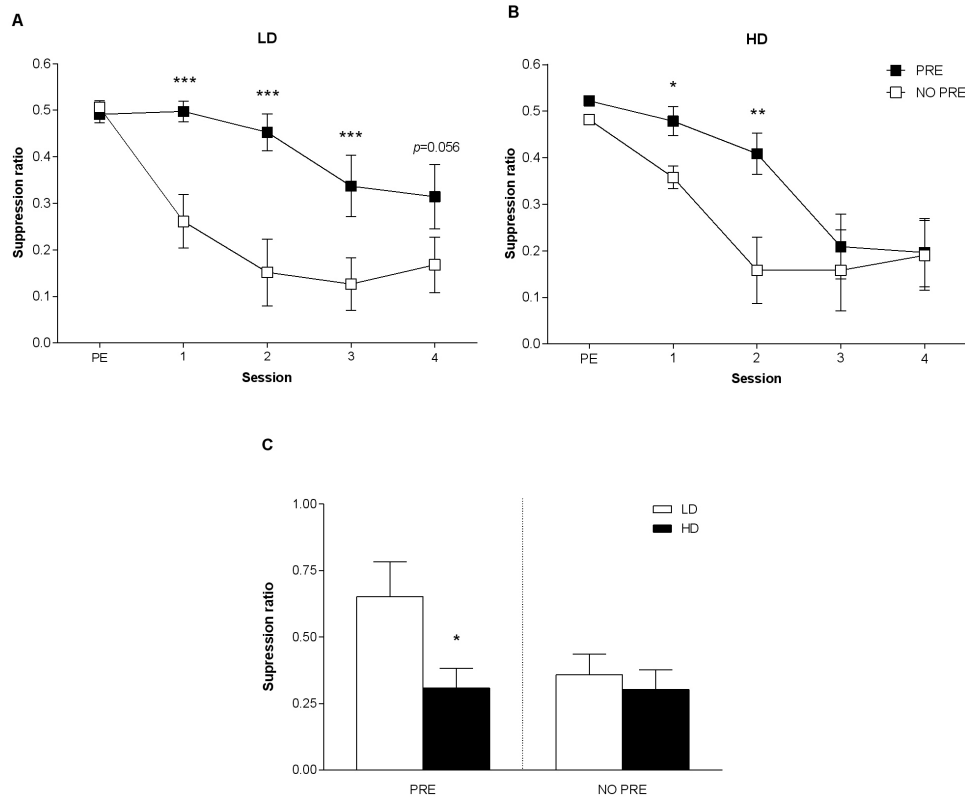 A
LD
0.6
0.5
0.4
0.3
0.2
0.1
0.0
Suppression ratio
***
***
***
p=0.056
PE 1 2 3 4
Session
B
HD
0.6
0.5
0.4
0.3
0.2
0.1
0.0
Suppression ratio
*
**
PRE
NO PRE
PE 1 2 3 4
Session
C
1.00
0.75
0.50
0.25
0.00
Supression ratio
*
LD
HD
PRE NO PRE